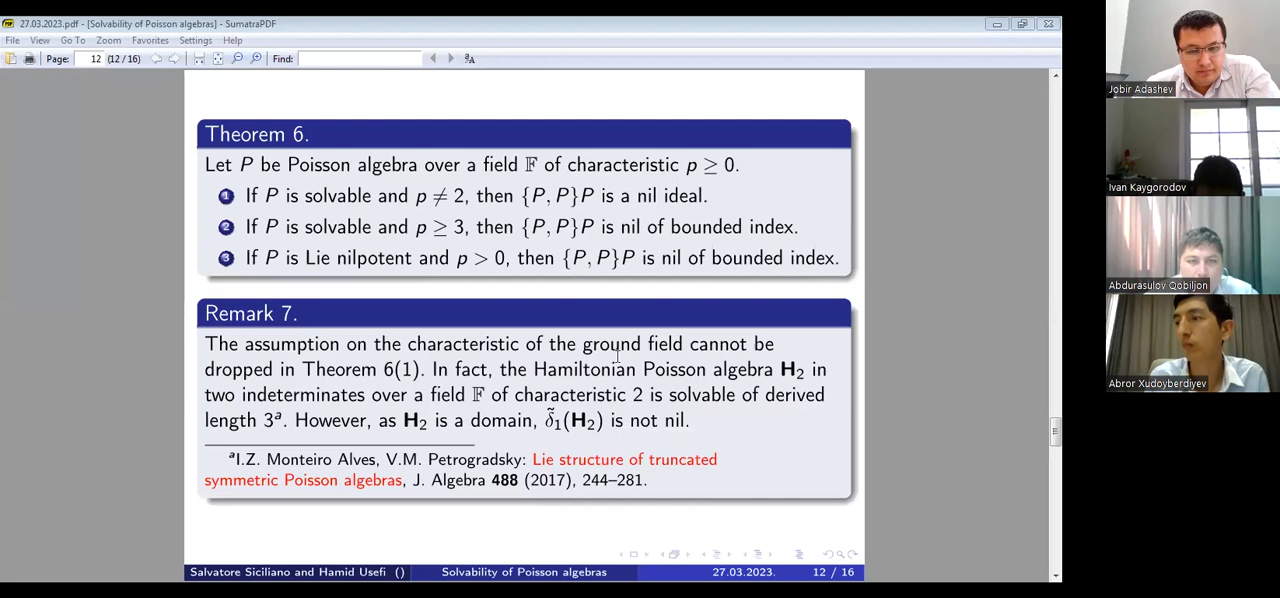 27.03.2023.pdf - [Solvability of Poisson algebras] - SumatraPDF
File View Go To Zoom Favorites Settings Help
Page: 12 (12 / 16) Find:
Theorem 6.
Let P be Poisson algebra over a field 𝔽 of characteristic p ≥ 0.
1 If P is solvable and p ≠ 2, then {P, P}P is a nil ideal.
2 If P is solvable and p ≥ 3, then {P, P}P is nil of bounded index.
3 If P is Lie nilpotent and p > 0, then {P, P}P is nil of bounded index.
Remark 7.
The assumption on the characteristic of the ground field cannot be
dropped in Theorem 6(1). In fact, the Hamiltonian Poisson algebra H₂ in
two indeterminates over a field 𝔽 of characteristic 2 is solvable of derived
length 3ᵃ. However, as H₂ is a domain, δ̃₁(H₂) is not nil.
ᵃI.Z. Monteiro Alves, V.M. Petrogradsky: Lie structure of truncated
symmetric Poisson algebras, J. Algebra 488 (2017), 244–281.
Salvatore Siciliano and Hamid Usefi () Solvability of Poisson algebras 27.03.2023. 12 / 16
Jobir Adashev
Ivan Kaygorodov
Abdurasulov Qobiljon
Abror Xudoyberdiyev